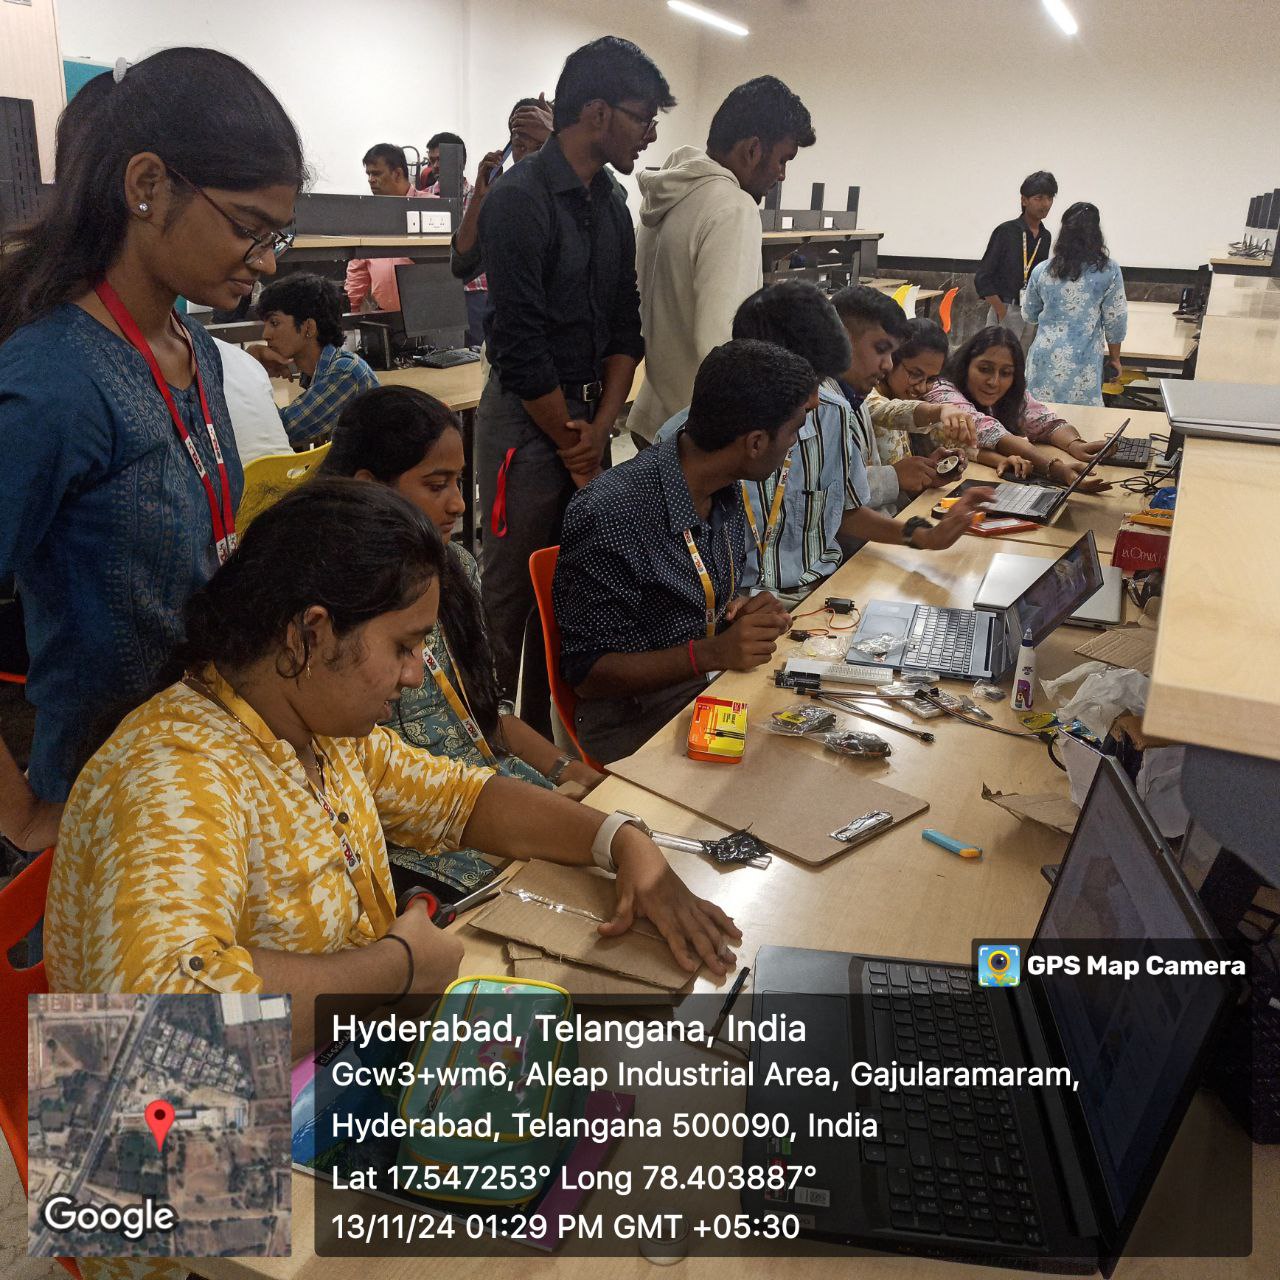 GPS Map Camera
Hyderabad, Telangana, India
Gcw3+wm6, Aleap Industrial Area, Gajularamaram,
Hyderabad, Telangana 500090, India
Lat 17.547253° Long 78.403887°
13/11/24 01:29 PM GMT +05:30
Google